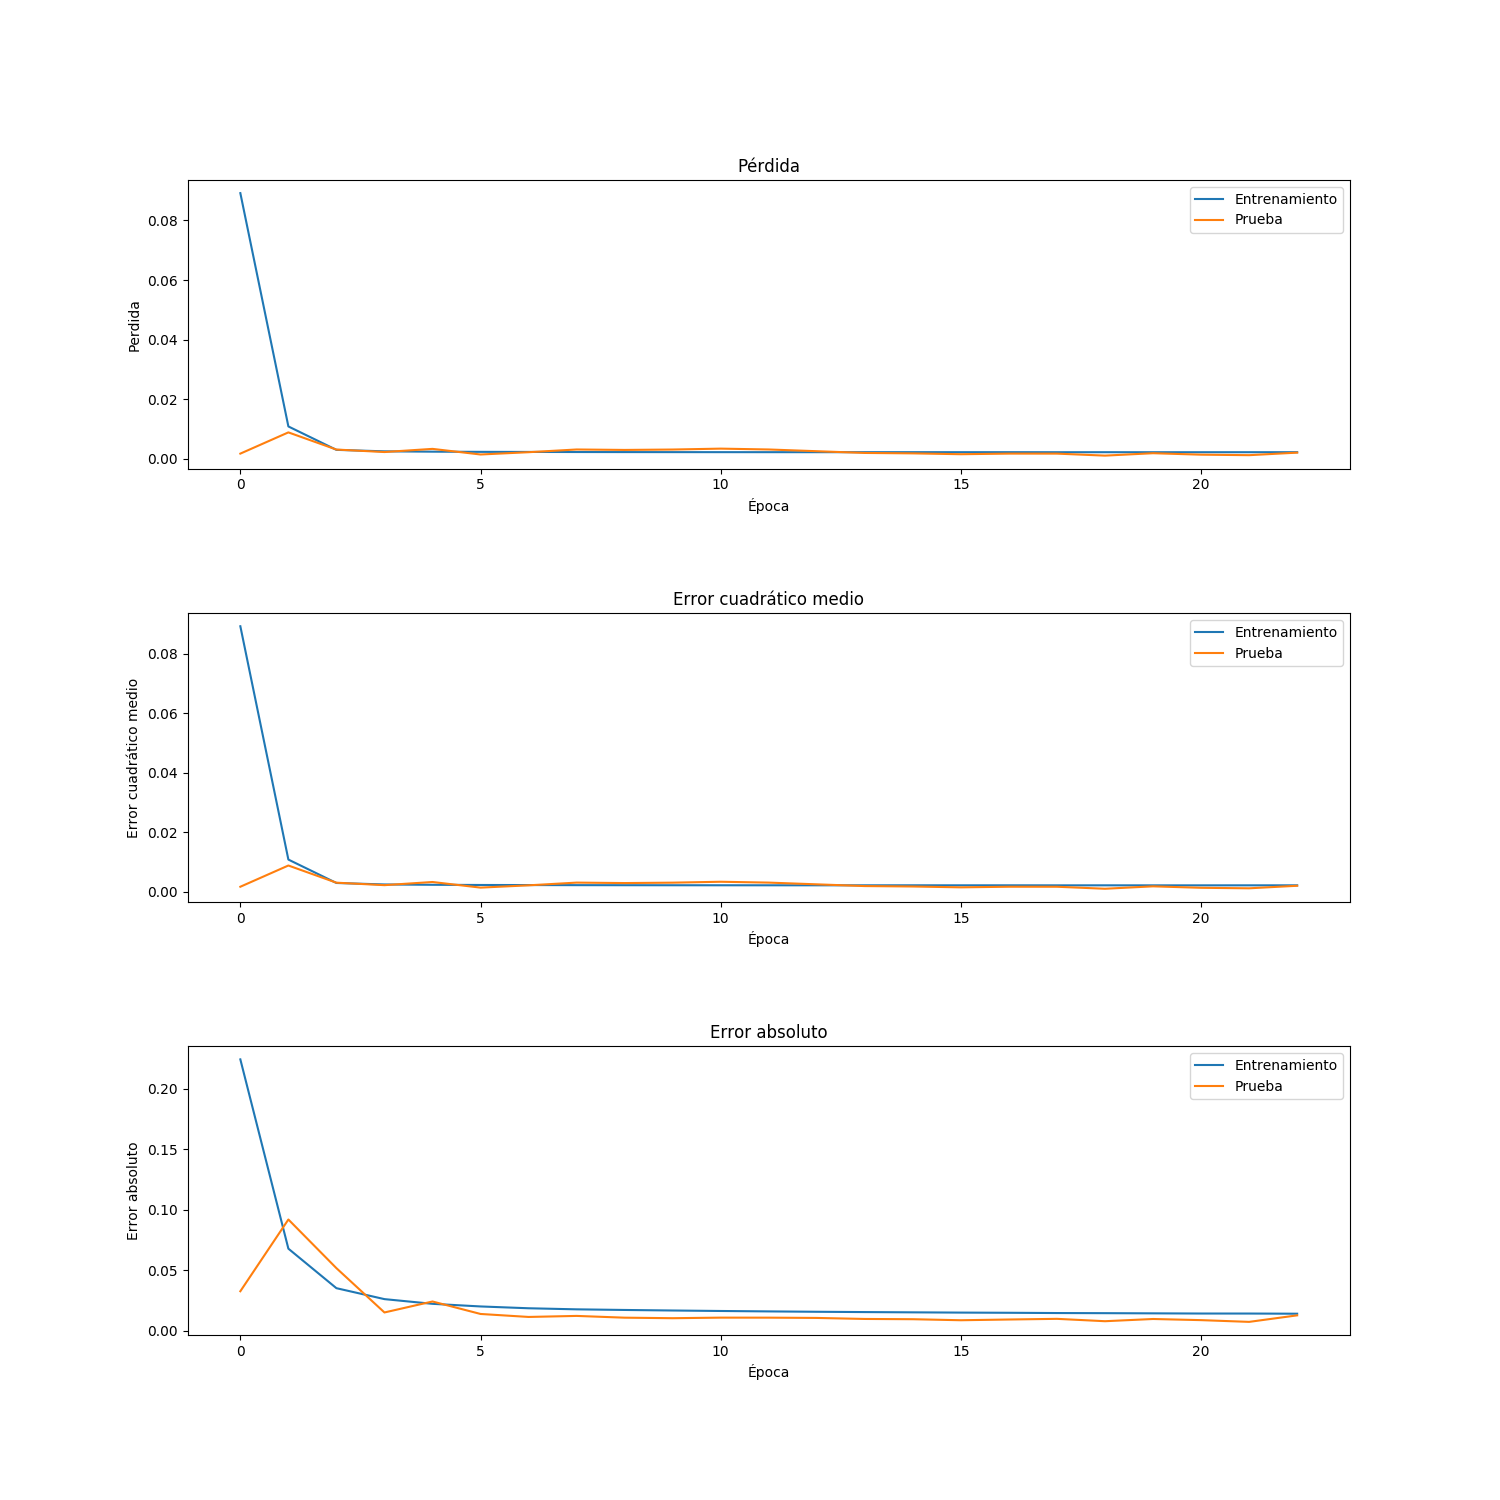 Pérdida
Perdida
0.08
0.06
0.04
0.02
0.00
Entrenamiento
Prueba
0 5 10 15 20
Época
Error cuadrático medio
Error cuadrático medio
0.08
0.06
0.04
0.02
0.00
Entrenamiento
Prueba
0 5 10 15 20
Época
Error absoluto
Error absoluto
0.20
0.15
0.10
0.05
0.00
Entrenamiento
Prueba
0 5 10 15 20
Época